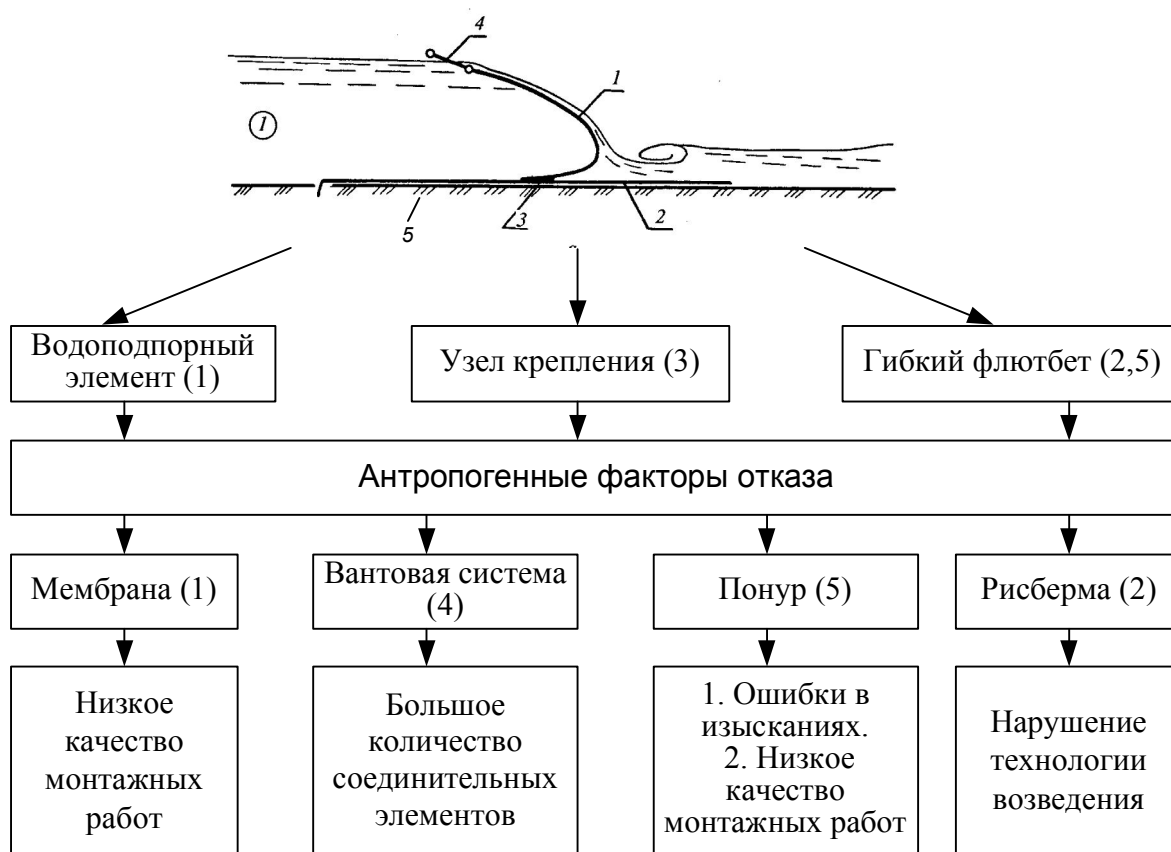 4
1
1
3
2
5
Водоподпорный
элемент (1)
Узел крепления (3)
Гибкий флютбет (2,5)
Антропогенные факторы отказа
Мембрана (1)
Вантовая система
(4)
Понур (5)
Рисберма (2)
Низкое
качество
монтажных
работ
Большое
количество
соединительных
элементов
1. Ошибки в
изысканиях.
2. Низкое
качество
монтажных работ
Нарушение
технологии
возведения